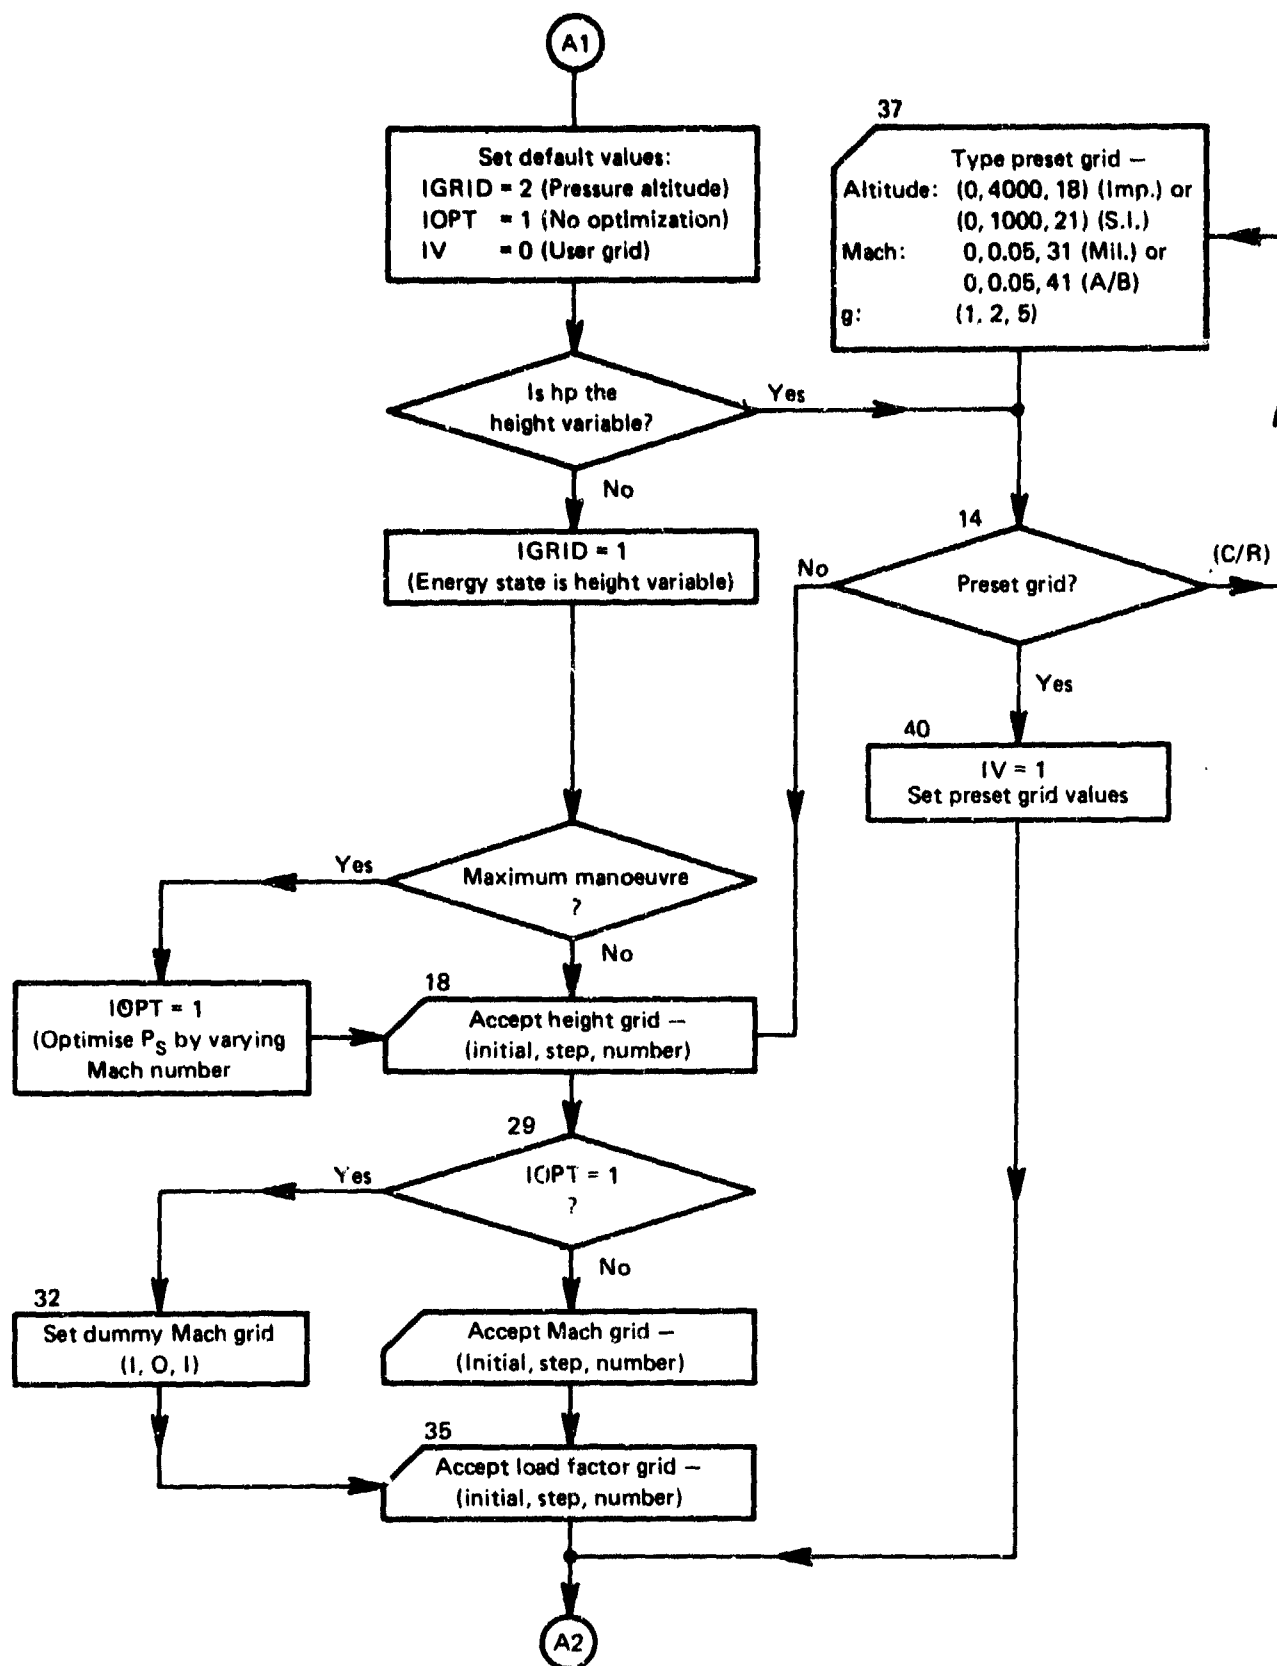 A1
Set default values:
IGRID = 2 (Pressure altitude)
IOPT = 1 (No optimization)
IV = 0 (User grid)
37
Type preset grid —
Altitude: (0, 4000, 18) (Imp.) or
(0, 1000, 21) (S.I.)
Mach: 0, 0.05, 31 (Mil.) or
0, 0.05, 41 (A/B)
g: (1, 2, 5)
Is hp the
height variable?
Yes
No
IGRID = 1
(Energy state is height variable)
14
Preset grid?
No
(C/R)
Yes
40
IV = 1
Set preset grid values
Maximum manoeuvre
?
Yes
No
IOPT = 1
(Optimise PS by varying
Mach number
18
Accept height grid —
(initial, step, number)
29
IOPT = 1
?
Yes
No
32
Set dummy Mach grid
(I, O, I)
Accept Mach grid —
(Initial, step, number)
35
Accept load factor grid —
(initial, step, number)
A2